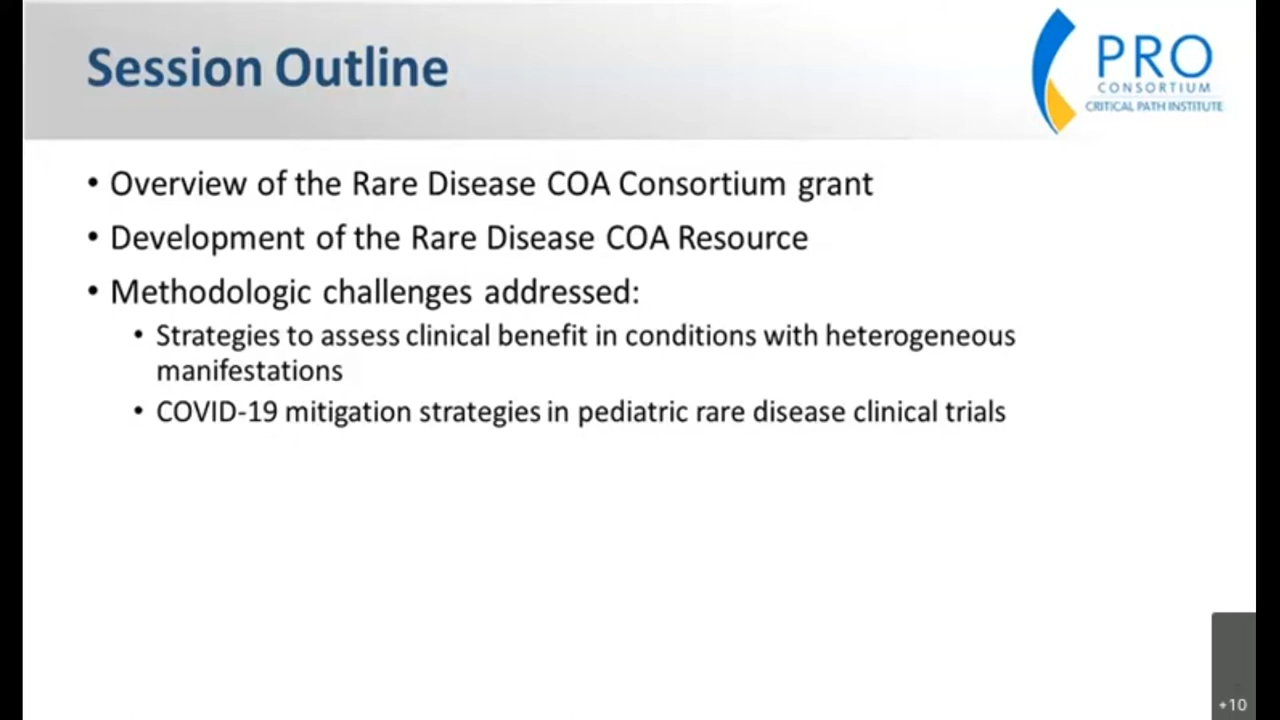 Session Outline
PRO
CONSORTIUM
CRITICAL PATH INSTITUTE
• Overview of the Rare Disease COA Consortium grant
• Development of the Rare Disease COA Resource
• Methodologic challenges addressed:
• Strategies to assess clinical benefit in conditions with heterogeneous
manifestations
• COVID-19 mitigation strategies in pediatric rare disease clinical trials
+10